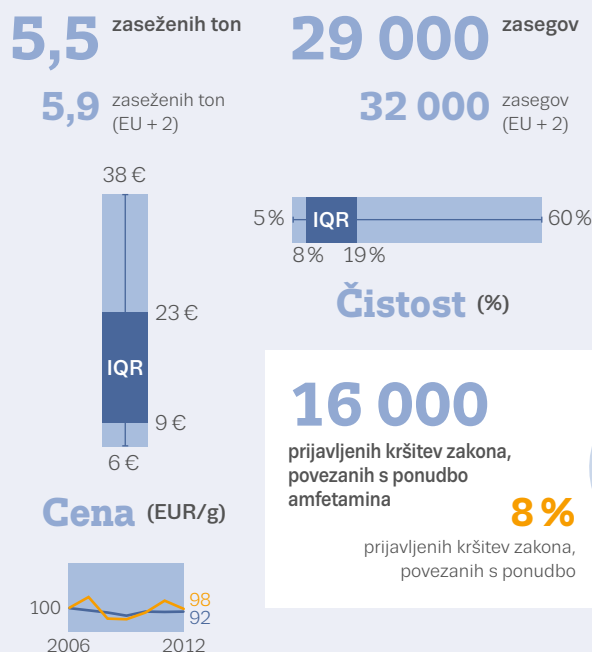 5,5 zaseženih ton
5,9 zaseženih ton
(EU + 2)
29 000 zasegov
32 000 zasegov
(EU + 2)
38 €
23 €
IQR
9 €
6 €
Cena (EUR/g)
100
98
92
2006 2012
5 % IQR 60 %
8 % 19 %
Čistost (%)
16 000
prijavljenih kršitev zakona,
povezanih s ponudbo
amfetamina
8 %
prijavljenih kršitev zakona,
povezanih s ponudbo